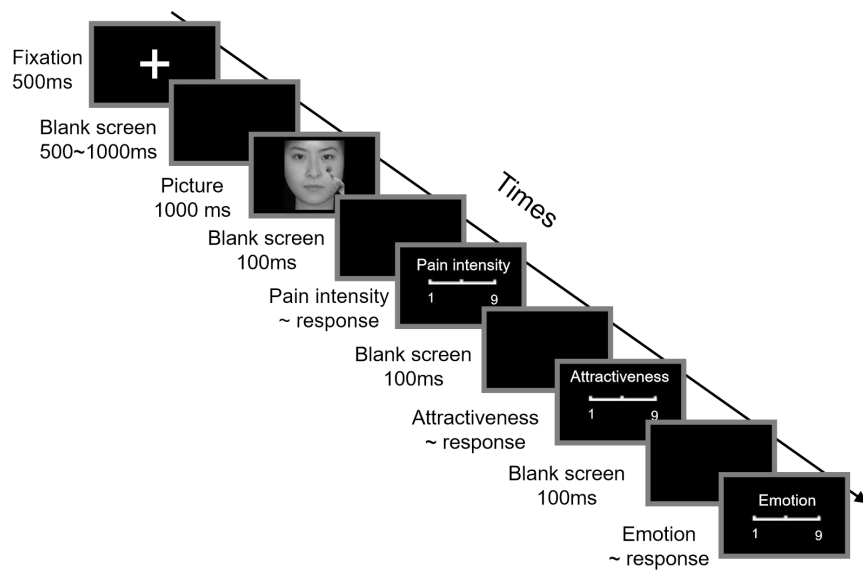 Fixation
500ms
Blank screen
500~1000ms
Picture
1000 ms
Times
Blank screen
100ms
Pain intensity
1 9
Pain intensity
~ response
Blank screen
100ms
Attractiveness
1 9
Attractiveness
~ response
Blank screen
100ms
Emotion
1 9
Emotion
~ response